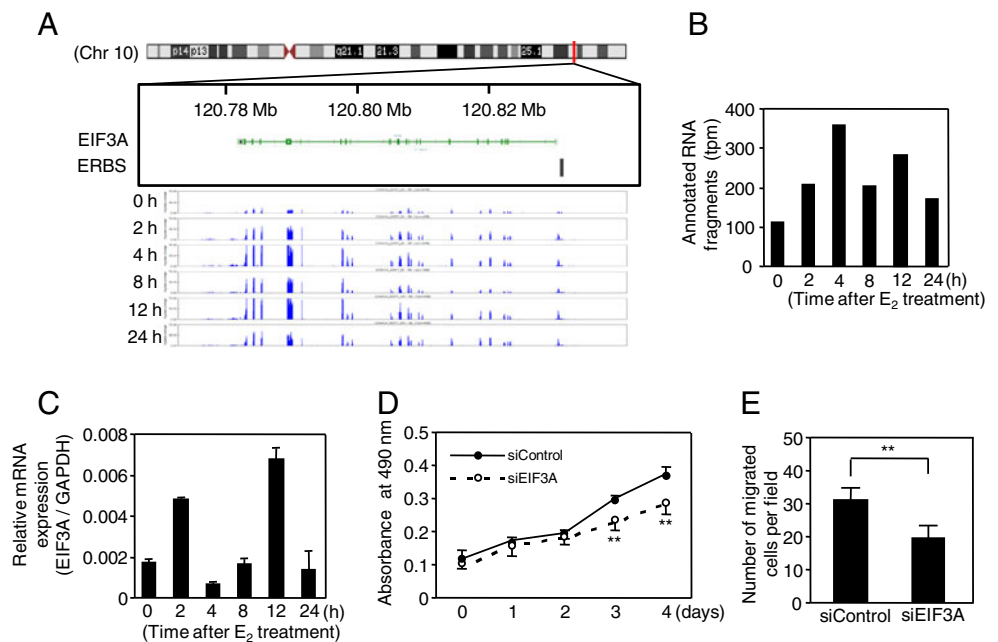 A
(Chr 10)
p14 p13 q21.1 21.3 25.1
120.78 Mb 120.80 Mb 120.82 Mb
EIF3A
ERBS
0 h
2 h
4 h
8 h
12 h
24 h
B
Annotated RNA
fragments (tpm)
400
300
200
100
0
0 2 4 8 12 24 (h)
(Time after E2 treatment)
C
Relative mRNA
expression
(EIF3A / GAPDH)
0.008
0.006
0.004
0.002
0
0 2 4 8 12 24 (h)
(Time after E2 treatment)
D
Absorbance at 490 nm
0.5
0.4
0.3
0.2
0.1
0
siControl
siEIF3A
**
**
0 1 2 3 4 (days)
E
Number of migrated
cells per field
50
40
30
20
10
0
**
siControl siEIF3A